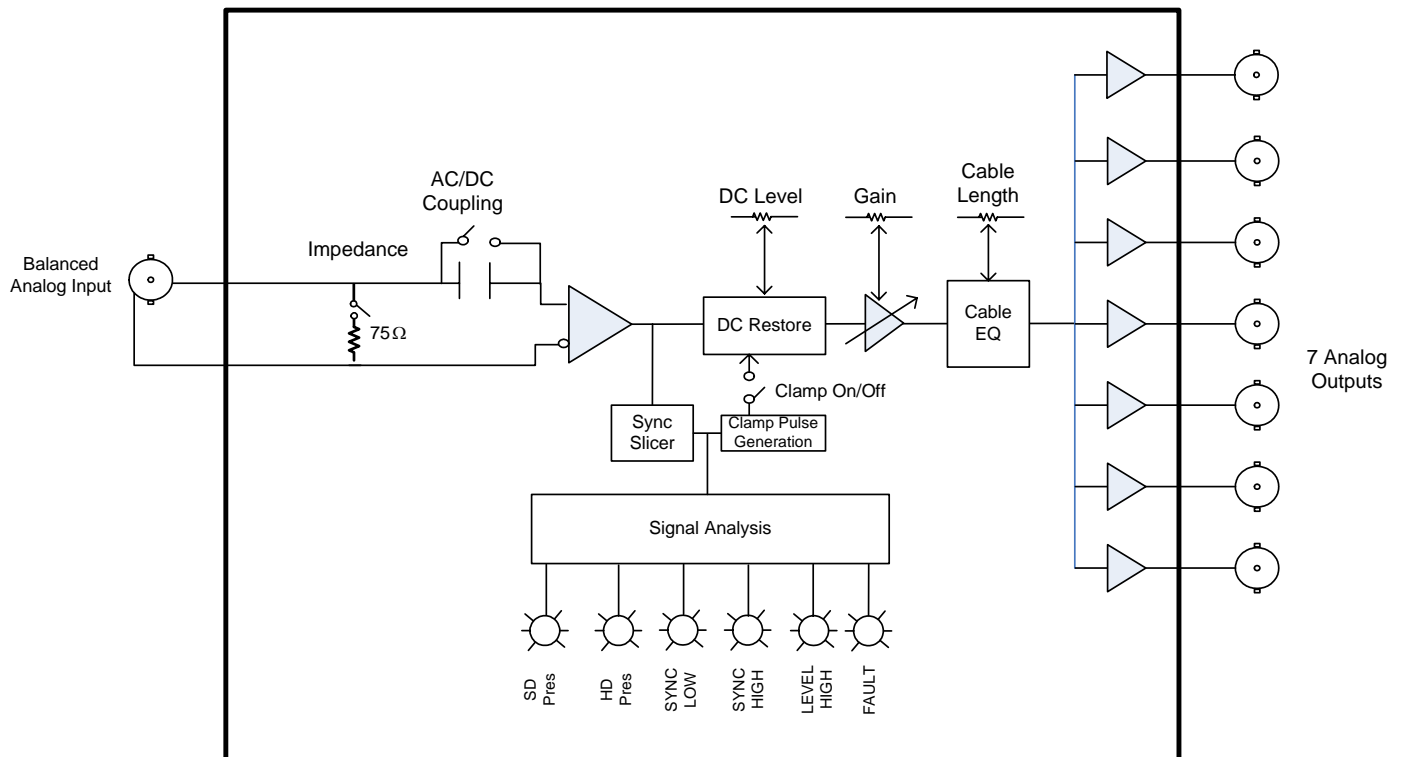 AC/DC
Coupling
DC Level
Gain
Cable
Length
Impedance
Balanced
Analog Input
75Ω
DC Restore
Cable
EQ
Clamp On/Off
Sync
Slicer
Clamp Pulse
Generation
7 Analog
Outputs
Signal Analysis
SD
Pres
HD
Pres
SYNC
LOW
SYNC
HIGH
LEVEL
HIGH
FAULT